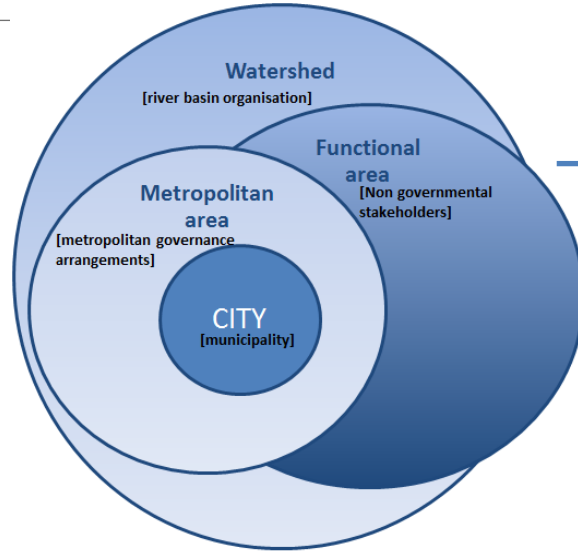 Watershed
[river basin organisation]
Functional
area
[Non governmental
stakeholders]
Metropolitan
area
[metropolitan governance
arrangements]
CITY
[municipality]